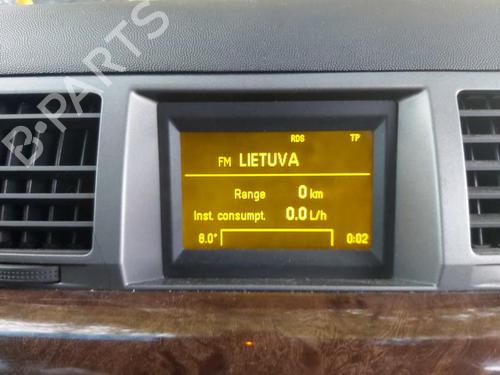 B-PARTS
RDS TP
FM LIETUVA
Range 0 km
Inst. consumpt. 0.0 L/h
8.0° 0:02